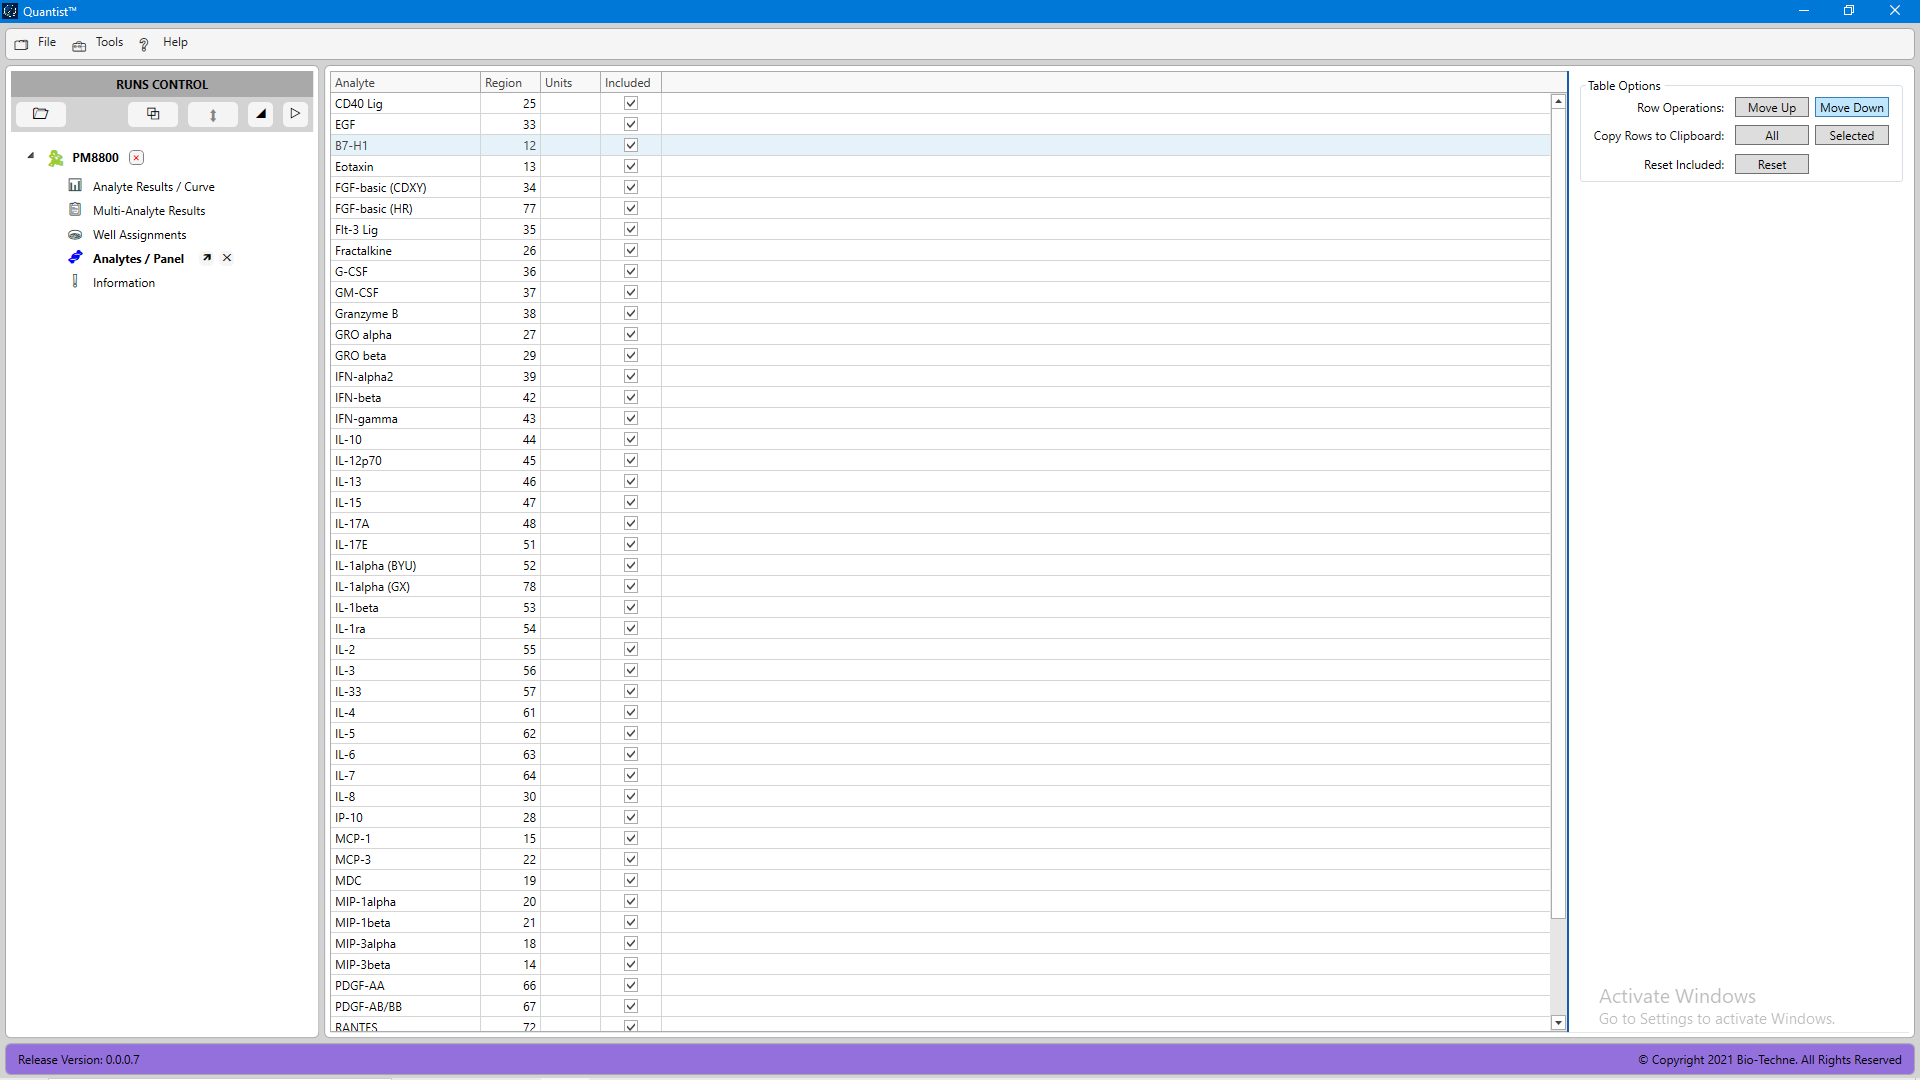 Quantist™
File Tools Help
RUNS CONTROL
PM8800
Analyte Results / Curve
Multi-Analyte Results
Well Assignments
Analytes / Panel
Information
Analyte Region Units Included
CD40 Lig 25
EGF 33
B7-H1 12
Eotaxin 13
FGF-basic (CDXY) 34
FGF-basic (HR) 77
Flt-3 Lig 35
Fractalkine 26
G-CSF 36
GM-CSF 37
Granzyme B 38
GRO alpha 27
GRO beta 29
IFN-alpha2 39
IFN-beta 42
IFN-gamma 43
IL-10 44
IL-12p70 45
IL-13 46
IL-15 47
IL-17A 48
IL-17E 51
IL-1alpha (BYU) 52
IL-1alpha (GX) 78
IL-1beta 53
IL-1ra 54
IL-2 55
IL-3 56
IL-33 57
IL-4 61
IL-5 62
IL-6 63
IL-7 64
IL-8 30
IP-10 28
MCP-1 15
MCP-3 22
MDC 19
MIP-1alpha 20
MIP-1beta 21
MIP-3alpha 18
MIP-3beta 14
PDGF-AA 66
PDGF-AB/BB 67
RANTES 72
Table Options
Row Operations: Move Up Move Down
Copy Rows to Clipboard: All Selected
Reset Included: Reset
Activate Windows
Go to Settings to activate Windows.
Release Version: 0.0.0.7
© Copyright 2021 Bio-Techne. All Rights Reserved